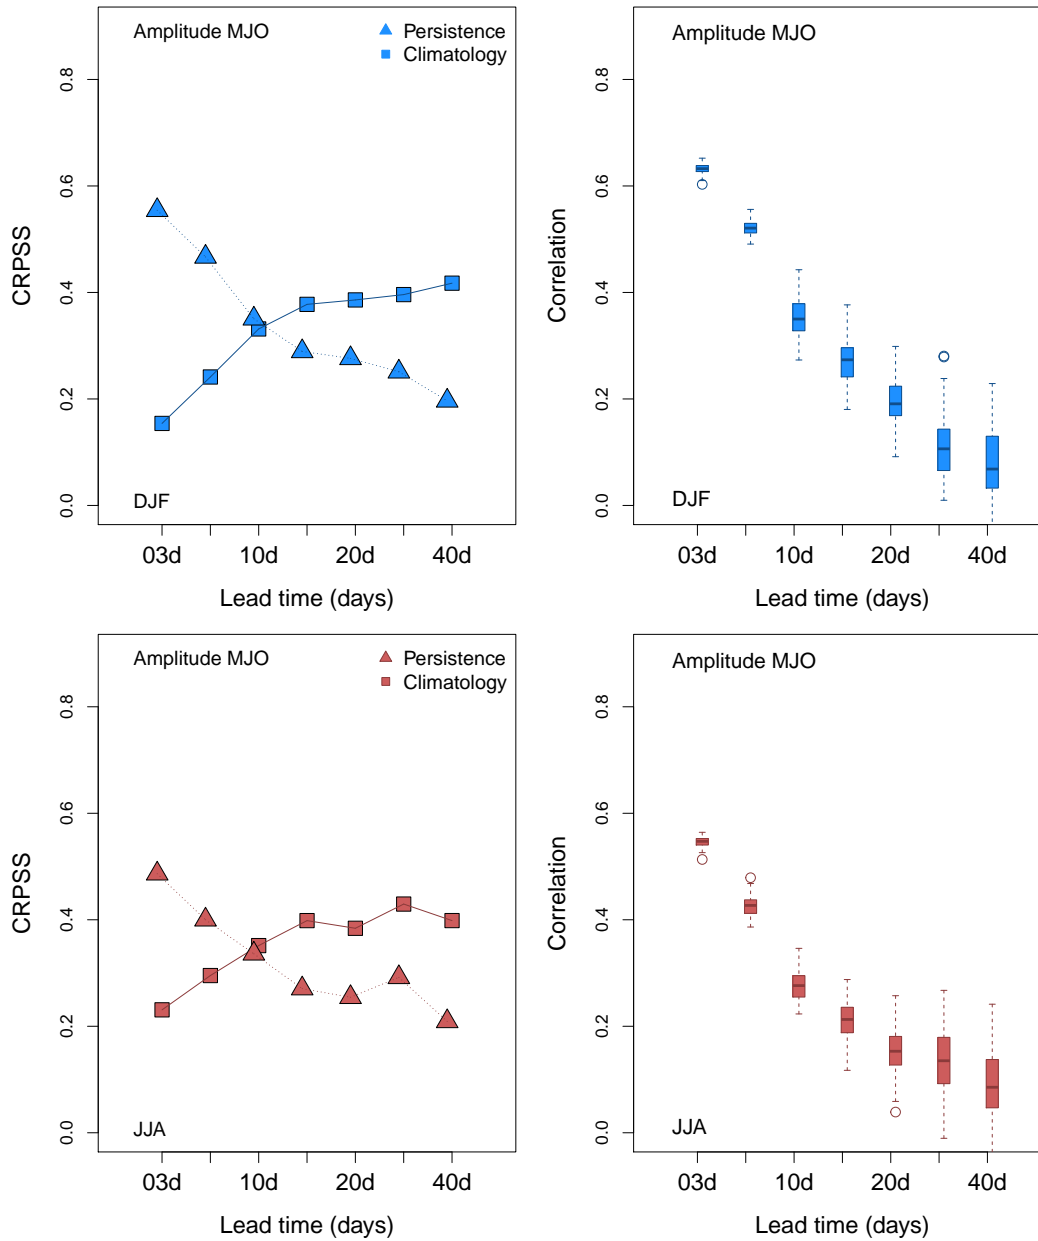 Amplitude MJO
Persistence
Climatology
CRPSS
0.0 0.2 0.4 0.6 0.8
DJF
03d 10d 20d 40d
Lead time (days)
Amplitude MJO
Correlation
0.0 0.2 0.4 0.6 0.8
DJF
03d 10d 20d 40d
Lead time (days)
Amplitude MJO
Persistence
Climatology
CRPSS
0.0 0.2 0.4 0.6 0.8
JJA
03d 10d 20d 40d
Lead time (days)
Amplitude MJO
Correlation
0.0 0.2 0.4 0.6 0.8
JJA
03d 10d 20d 40d
Lead time (days)